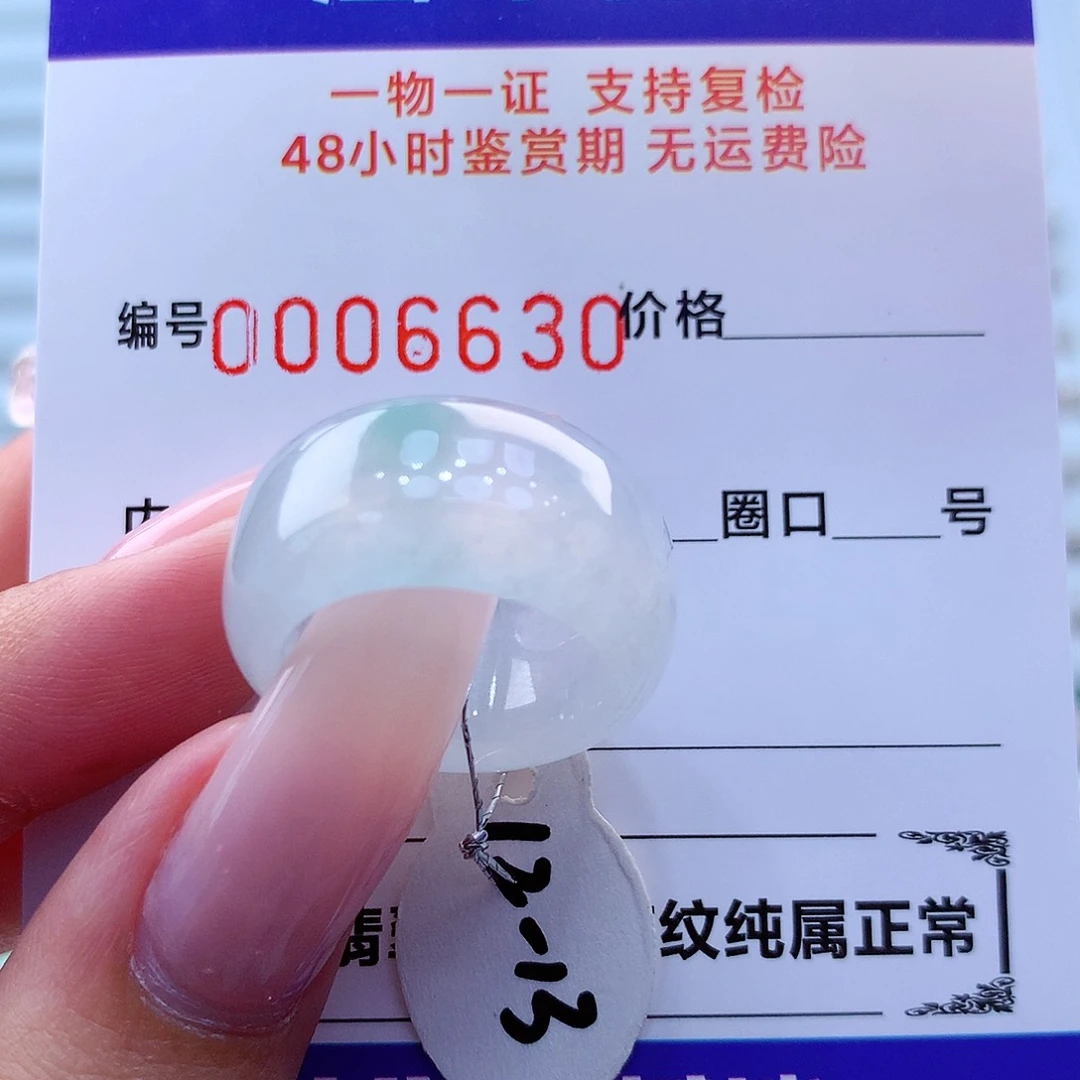 一物一证 支持复检
48小时鉴赏期 无运费险
编号0006630价格
圈口 号
纹纯属正常
12-13